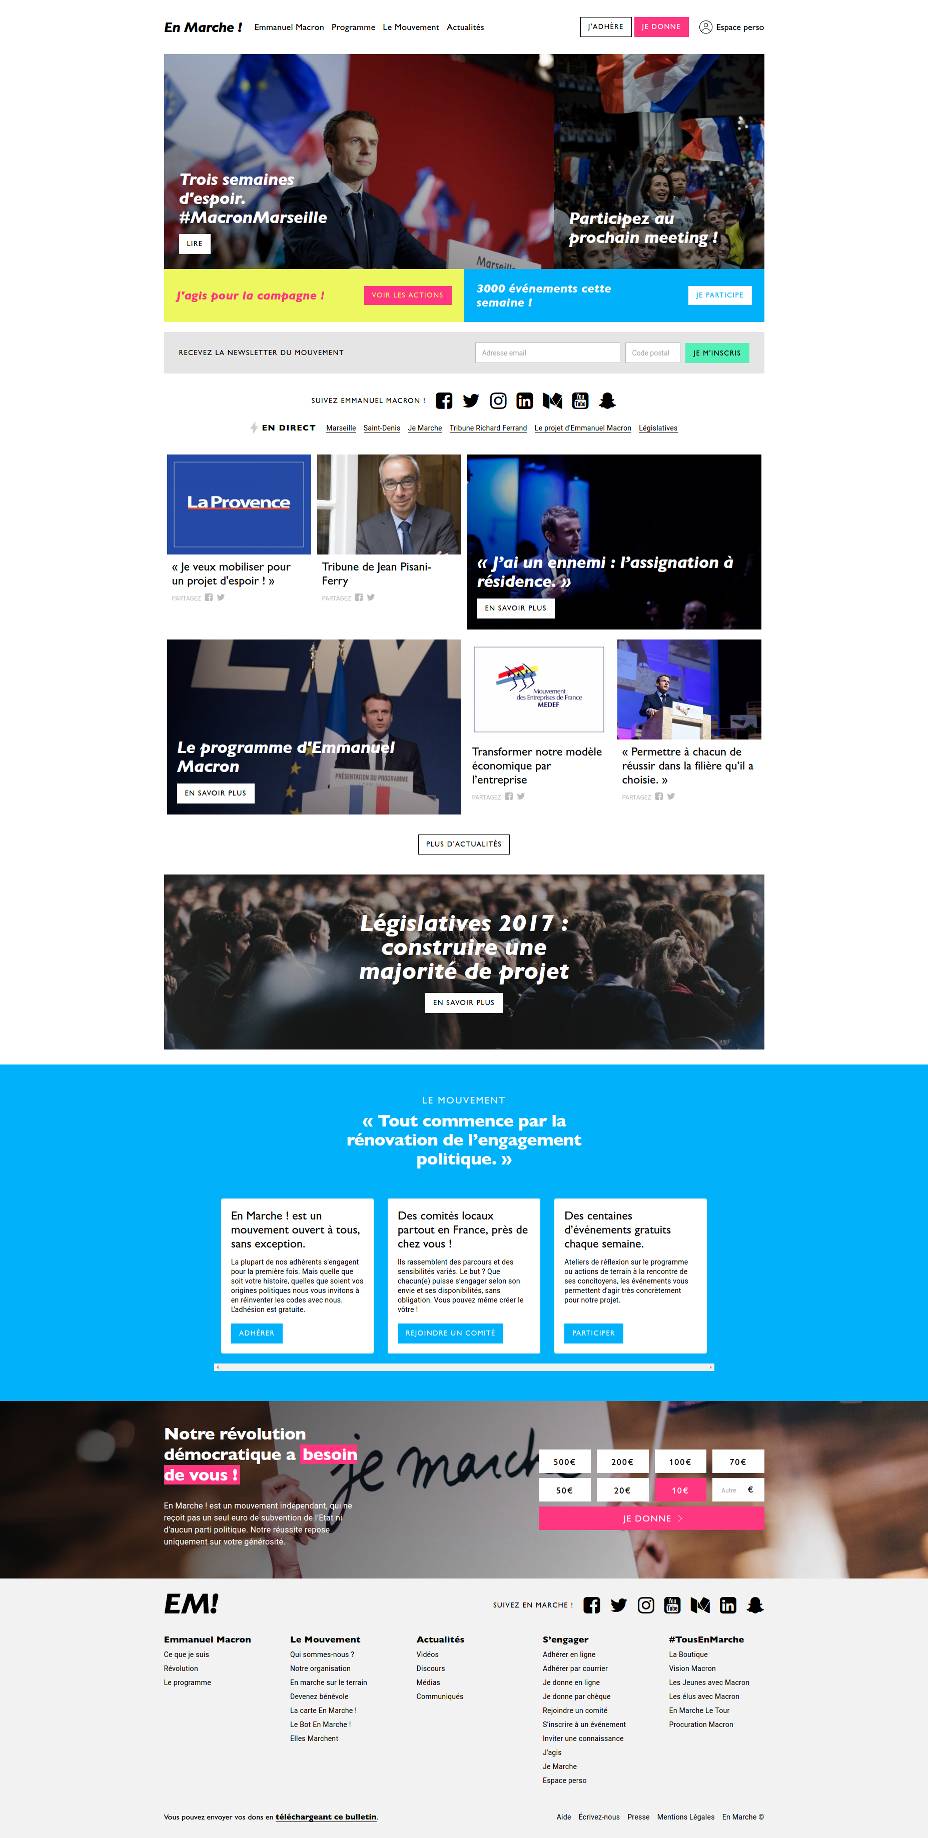 En Marche !
Emmanuel Macron Programme Le Mouvement Actualités
J'ADHÈRE
JE DONNE
Espace perso
Trois semaines
d'espoir.
#MacronMarseille
LIRE
Marseille
Participez au
prochain meeting !
J'agis pour la campagne !
VOIR LES ACTIONS
3000 événements cette
semaine !
JE PARTICIPE
RECEVEZ LA NEWSLETTER DU MOUVEMENT
Adresse email
Code postal
JE M'INSCRIS
SUIVEZ EMMANUEL MACRON !
EN DIRECT Marseille Saint-Denis Je Marche Tribune Richard Ferrand Le projet d'Emmanuel Macron Législatives
La Provence
« Je veux mobiliser pour
un projet d'espoir ! »
PARTAGEZ
Tribune de Jean Pisani-
Ferry
PARTAGEZ
« J'ai un ennemi : l'assignation à
résidence. »
EN SAVOIR PLUS
PRÉSENTATION DU PROGRAMME
Le programme d'Emmanuel
Macron
EN SAVOIR PLUS
Mouvement
des Entreprises de France
MEDEF
Transformer notre modèle
économique par
l'entreprise
PARTAGEZ
« Permettre à chacun de
réussir dans la filière qu'il a
choisie. »
PARTAGEZ
PLUS D'ACTUALITÉS
Législatives 2017 :
construire une
majorité de projet
EN SAVOIR PLUS
LE MOUVEMENT
« Tout commence par la
rénovation de l'engagement
politique. »
En Marche ! est un
mouvement ouvert à tous,
sans exception.
La plupart de nos adhérents s'engagent
pour la première fois. Mais quelle que
soit votre histoire, quelles que soient vos
origines politiques nous vous invitons à
en réinventer les codes avec nous.
L'adhésion est gratuite.
ADHÉRER
Des comités locaux
partout en France, près de
chez vous !
Ils rassemblent des parcours et des
sensibilités variés. Le but ? Que
chacun(e) puisse s'engager selon son
envie et ses disponibilités, sans
obligation. Vous pouvez même créer le
vôtre !
REJOINDRE UN COMITÉ
Des centaines
d'événements gratuits
chaque semaine.
Ateliers de réflexion sur le programme
ou actions de terrain à la rencontre de
ses concitoyens, les événements vous
permettent d'agir très concrètement
pour notre projet.
PARTICIPER
Notre révolution
démocratique a besoin
de vous !
En Marche ! est un mouvement indépendant, qui ne
reçoit pas un seul euro de subvention de l'Etat ni
d'aucun parti politique. Notre réussite repose
uniquement sur votre générosité.
je marche
500€ 200€ 100€ 70€
50€ 20€ 10€ Autre €
JE DONNE
EM!
SUIVEZ EN MARCHE !
Emmanuel Macron
Ce que je suis
Révolution
Le programme
Le Mouvement
Qui sommes-nous ?
Notre organisation
En marche sur le terrain
Devenez bénévole
La carte En Marche !
Le Bot En Marche !
Elles Marchent
Actualités
Vidéos
Discours
Médias
Communiqués
S'engager
Adhérer en ligne
Adhérer par courrier
Je donne en ligne
Je donne par chèque
Rejoindre un comité
S'inscrire à un événement
Inviter une connaissance
J'agis
Je Marche
Espace perso
#TousEnMarche
La Boutique
Vision Macron
Les Jeunes avec Macron
Les élus avec Macron
En Marche Le Tour
Procuration Macron
Vous pouvez envoyer vos dons en téléchargeant ce bulletin.
Aide Écrivez-nous Presse Mentions Légales En Marche ©